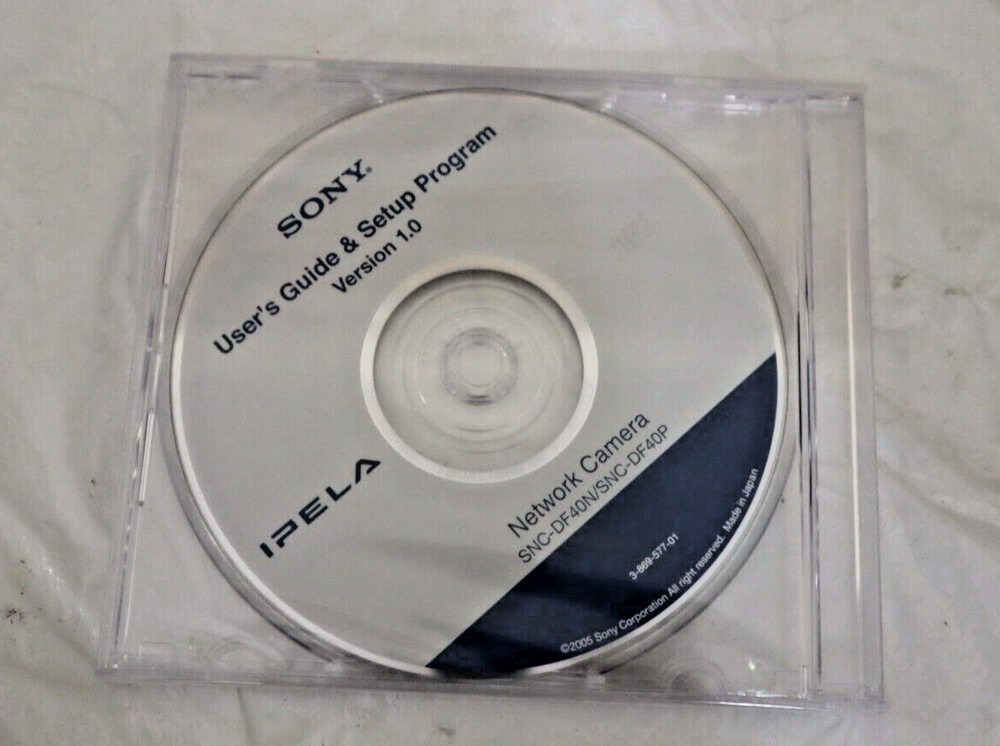 SONY®
User's Guide & Setup Program
Version 1.0
IPELA
Network Camera
SNC-DF40N/SNC-DF40P
3-869-577-01
©2005 Sony Corporation All right reserved. Made in Japan